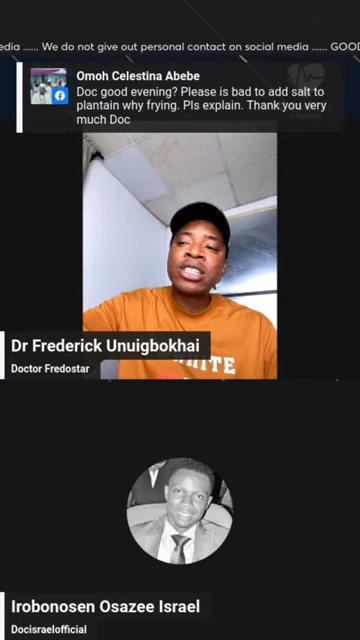 edia ...... We do not give out personal contact on social media ...... GOOD
Omoh Celestina Abebe
Doc good evening? Please is bad to add salt to
plantain why frying. Pls explain. Thank you very
much Doc
Dr Frederick Unuigbokhai
Doctor Fredostar
Irobonosen Osazee Israel
Docisraelofficial